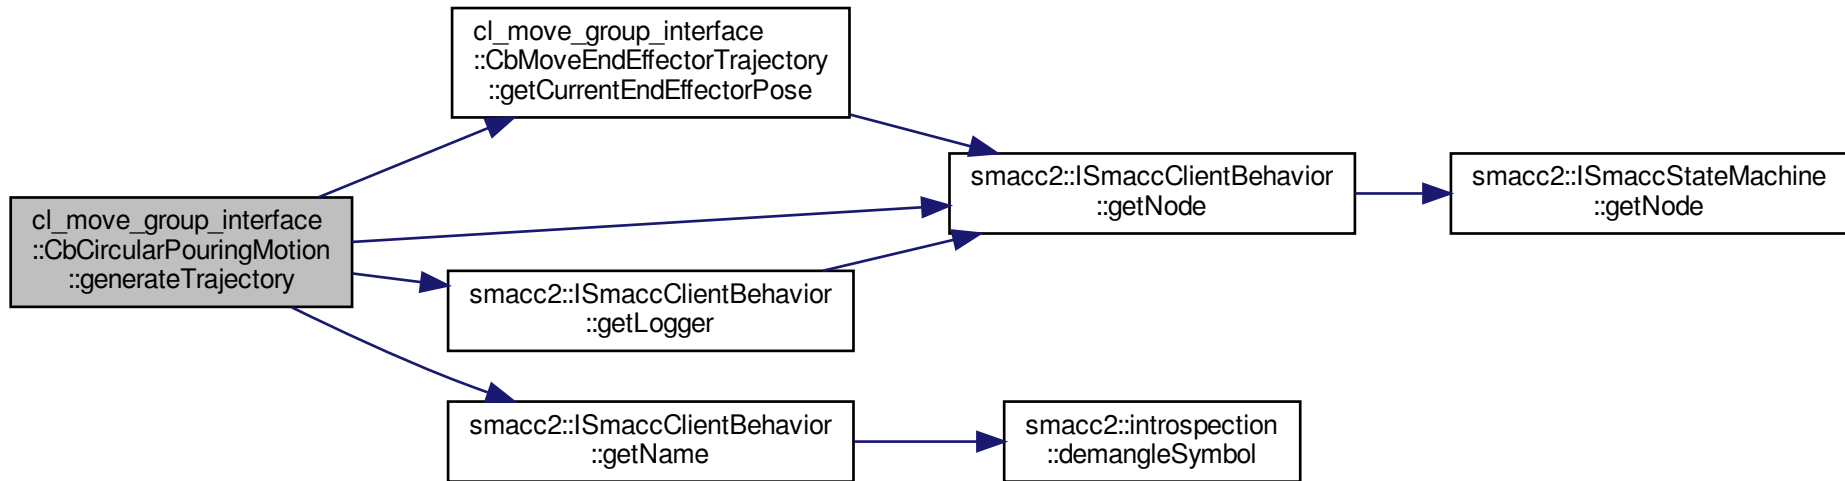 cl_move_group_interface
::CbMoveEndEffectorTrajectory
::getCurrentEndEffectorPose
smacc2::ISmaccClientBehavior
::getNode
smacc2::ISmaccStateMachine
::getNode
cl_move_group_interface
::CbCircularPouringMotion
::generateTrajectory
smacc2::ISmaccClientBehavior
::getLogger
smacc2::ISmaccClientBehavior
::getName
smacc2::introspection
::demangleSymbol